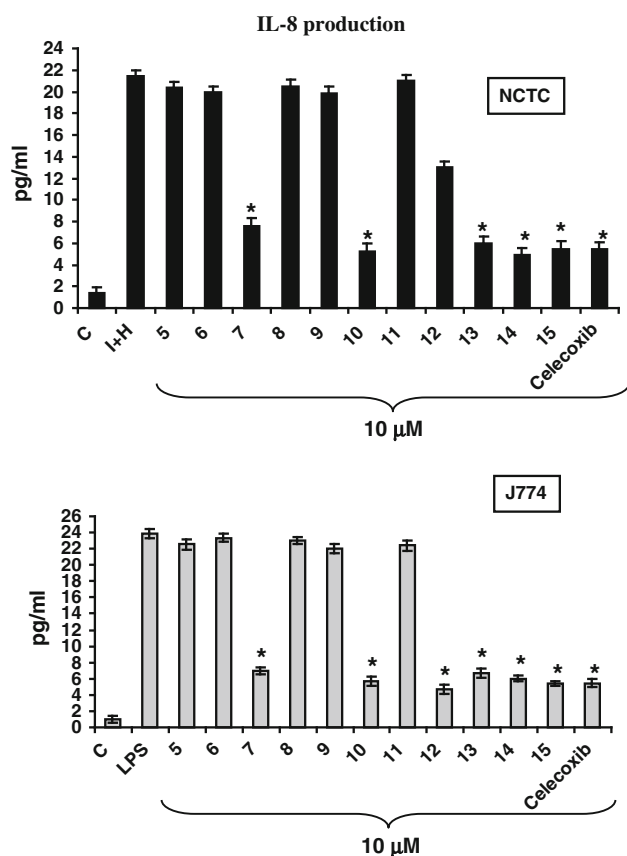 IL-8 production
NCTC
pg/ml
24
22
20
18
16
14
12
10
8
6
4
2
0
* * * * * *
C I+H 5 6 7 8 9 10 11 12 13 14 15 Celecoxib
10 μM
J774
pg/ml
26
24
22
20
18
16
14
12
10
8
6
4
2
0
* * * * * * *
C LPS 5 6 7 8 9 10 11 12 13 14 15 Celecoxib
10 μM